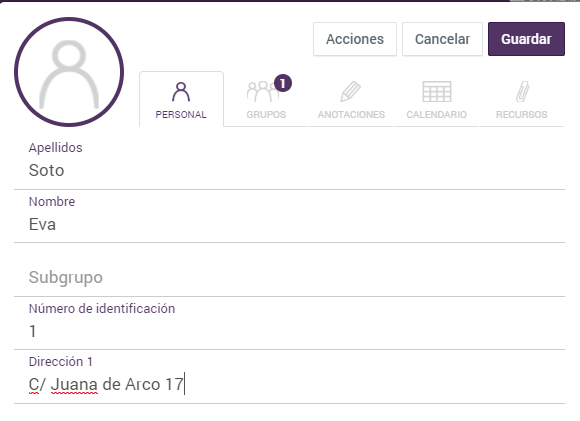 Acciones
Cancelar
Guardar
1
PERSONAL
GRUPOS
ANOTACIONES
CALENDARIO
RECURSOS
Apellidos
Soto
Nombre
Eva
Subgrupo
Número de identificación
1
Dirección 1
C/ Juana de Arco 17